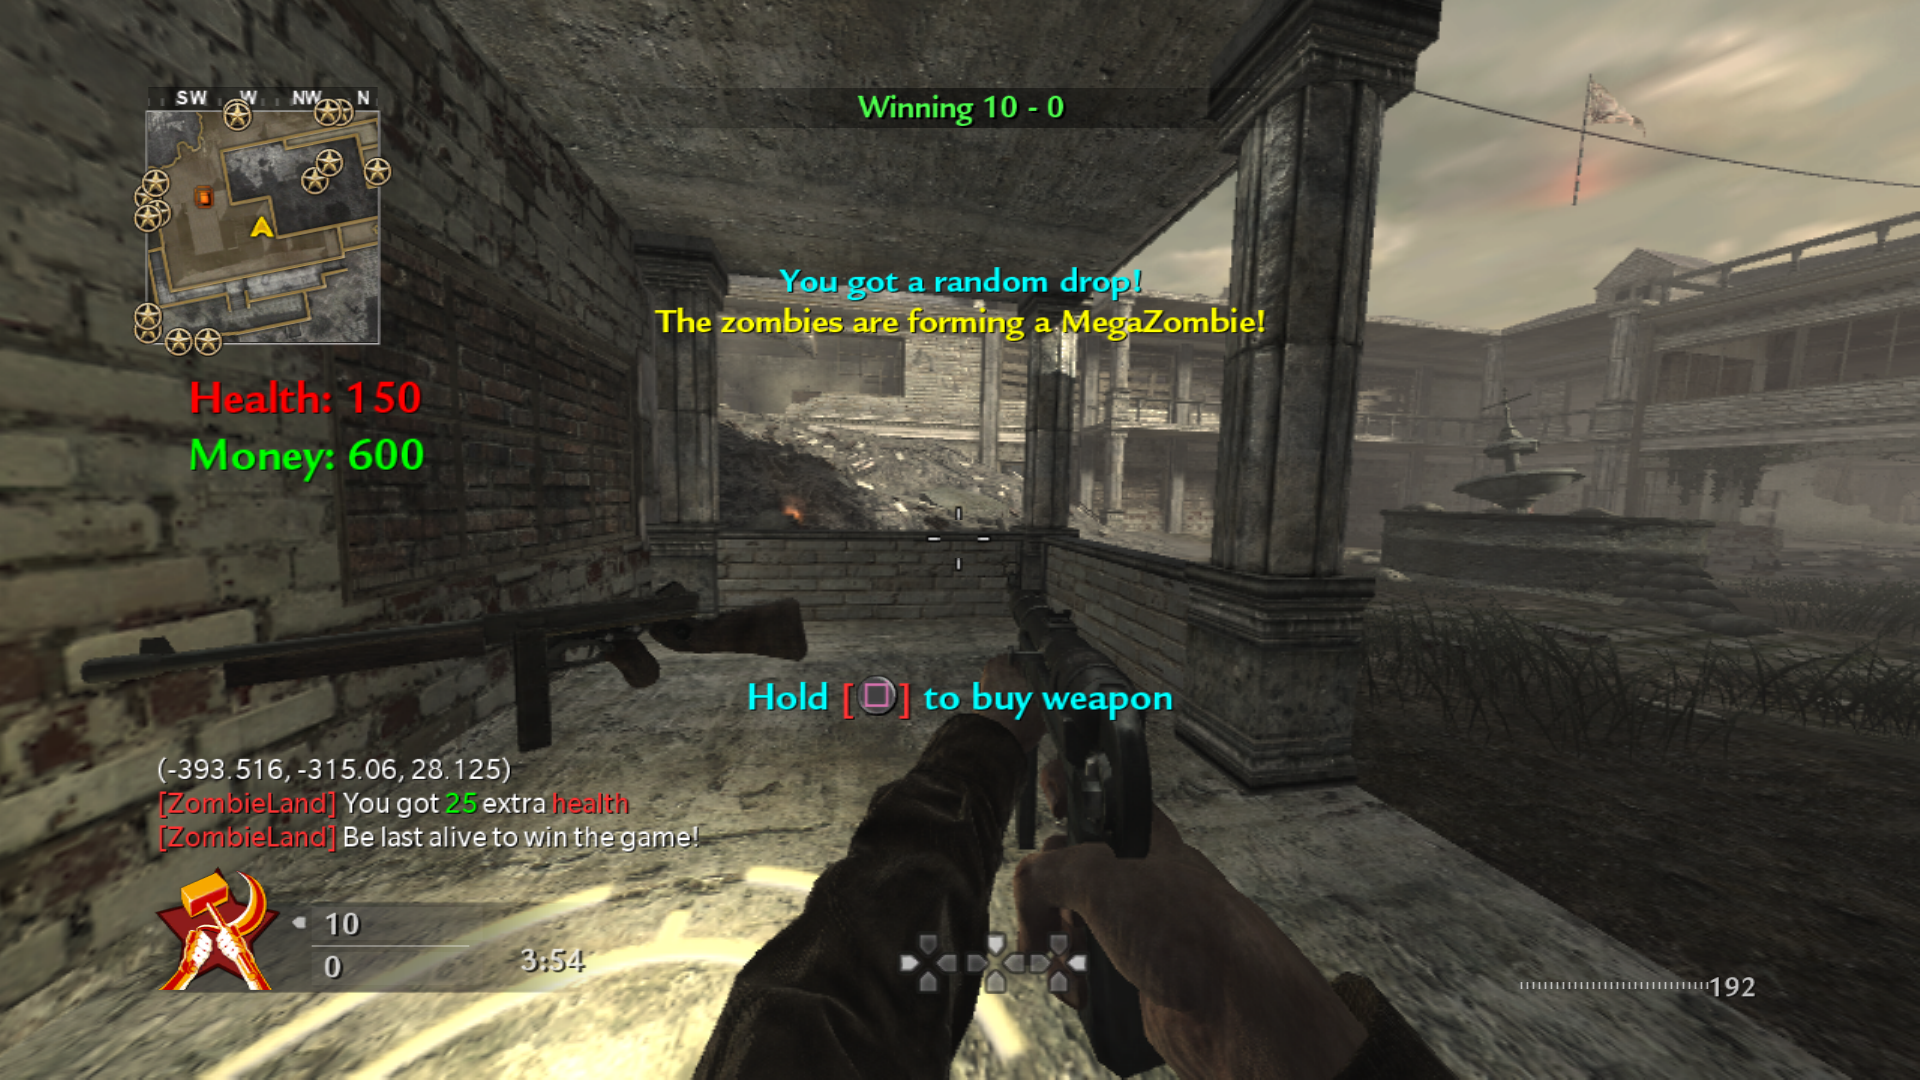 SW W NW N
Winning 10 - 0
You got a random drop!
The zombies are forming a MegaZombie!
Health: 150
Money: 600
Hold [ ] to buy weapon
(-393.516, -315.06, 28.125)
[ZombieLand] You got 25 extra health
[ZombieLand] Be last alive to win the game!
10
0
3:54
192